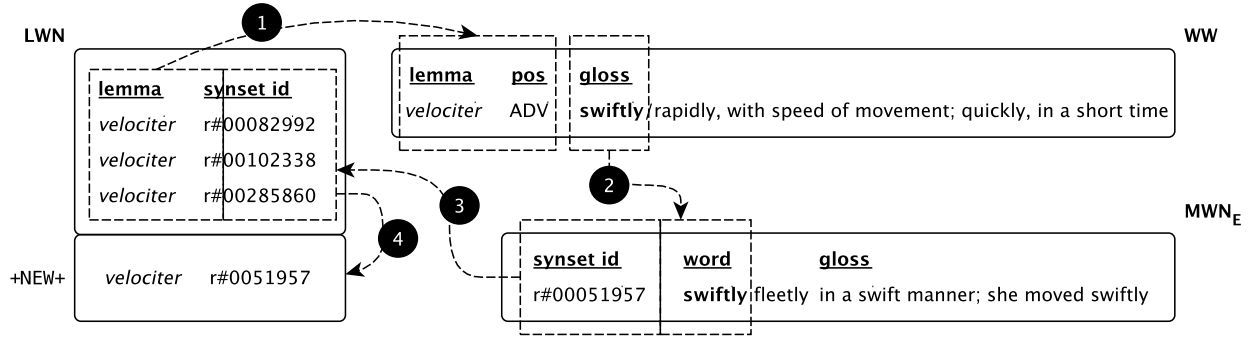 1
LWN
WW
lemma synset id
velociter r#00082992
velociter r#00102338
velociter r#00285860
lemma pos gloss
velociter ADV swiftly/rapidly, with speed of movement; quickly, in a short time
2
3
4
MWN_E
synset id word gloss
r#00051957 swiftly fleetly in a swift manner; she moved swiftly
+NEW+ velociter r#0051957